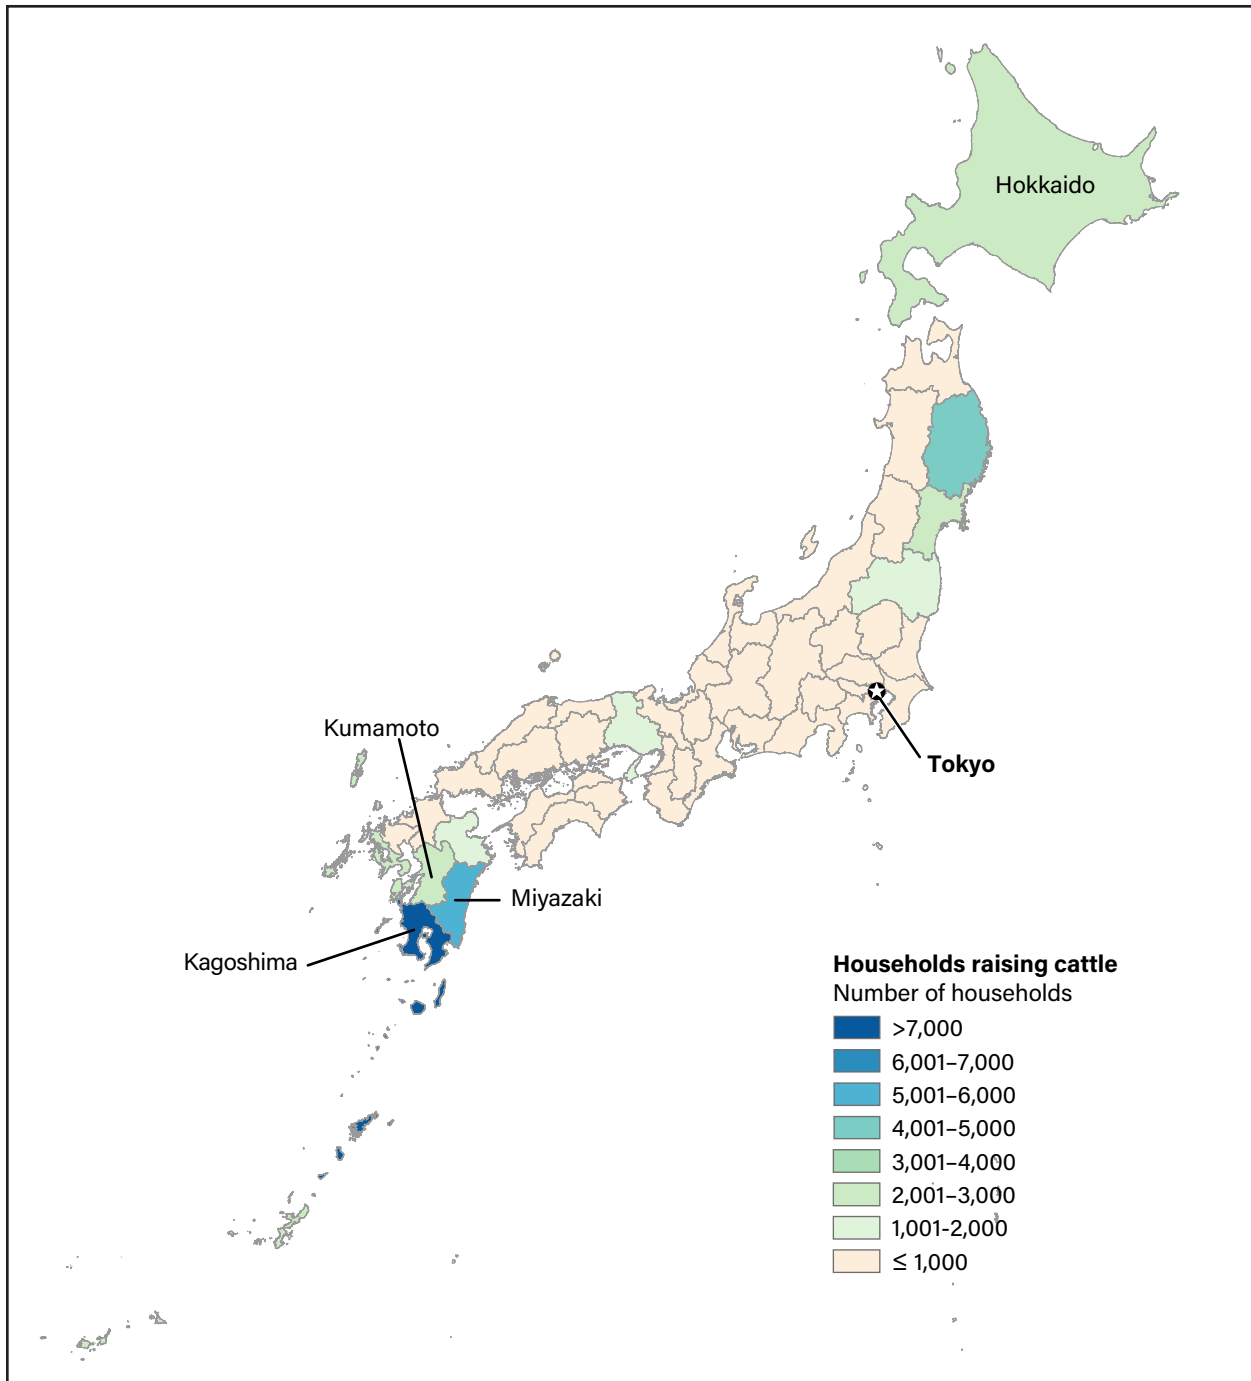 Hokkaido
Kumamoto
Tokyo
Miyazaki
Kagoshima
Households raising cattle
Number of households
>7,000
6,001–7,000
5,001–6,000
4,001–5,000
3,001–4,000
2,001–3,000
1,001-2,000
≤ 1,000